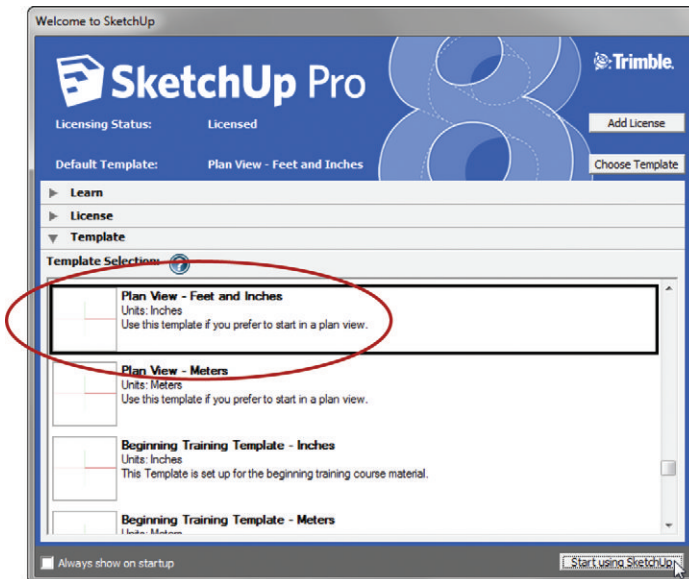 Welcome to SketchUp
SketchUp Pro
Trimble.
Licensing Status: Licensed
Add License
Default Template: Plan View - Feet and Inches
Choose Template
Learn
License
Template
Template Selection:
Plan View - Feet and Inches
Units: Inches
Use this template if you prefer to start in a plan view.
Plan View - Meters
Units: Meters
Use this template if you prefer to start in a plan view.
Beginning Training Template - Inches
Units: Inches
This Template is set up for the beginning training course material.
Beginning Training Template - Meters
Units: Meters
Always show on startup
Start using SketchUp